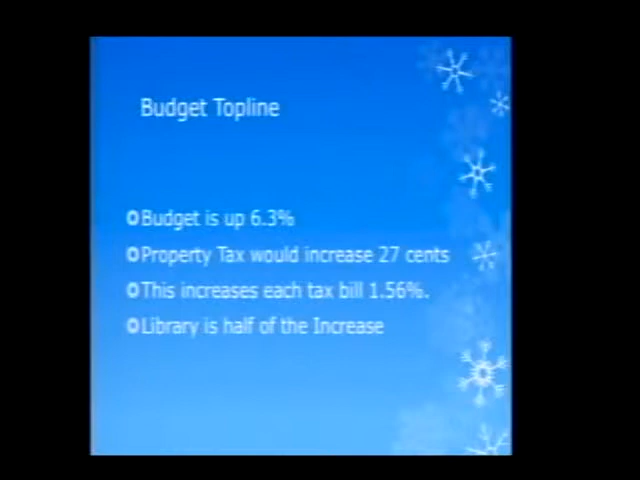 Budget Topline
Budget is up 6.3%
Property Tax would increase 27 cents
This increases each tax bill 1.56%.
Library is half of the Increase